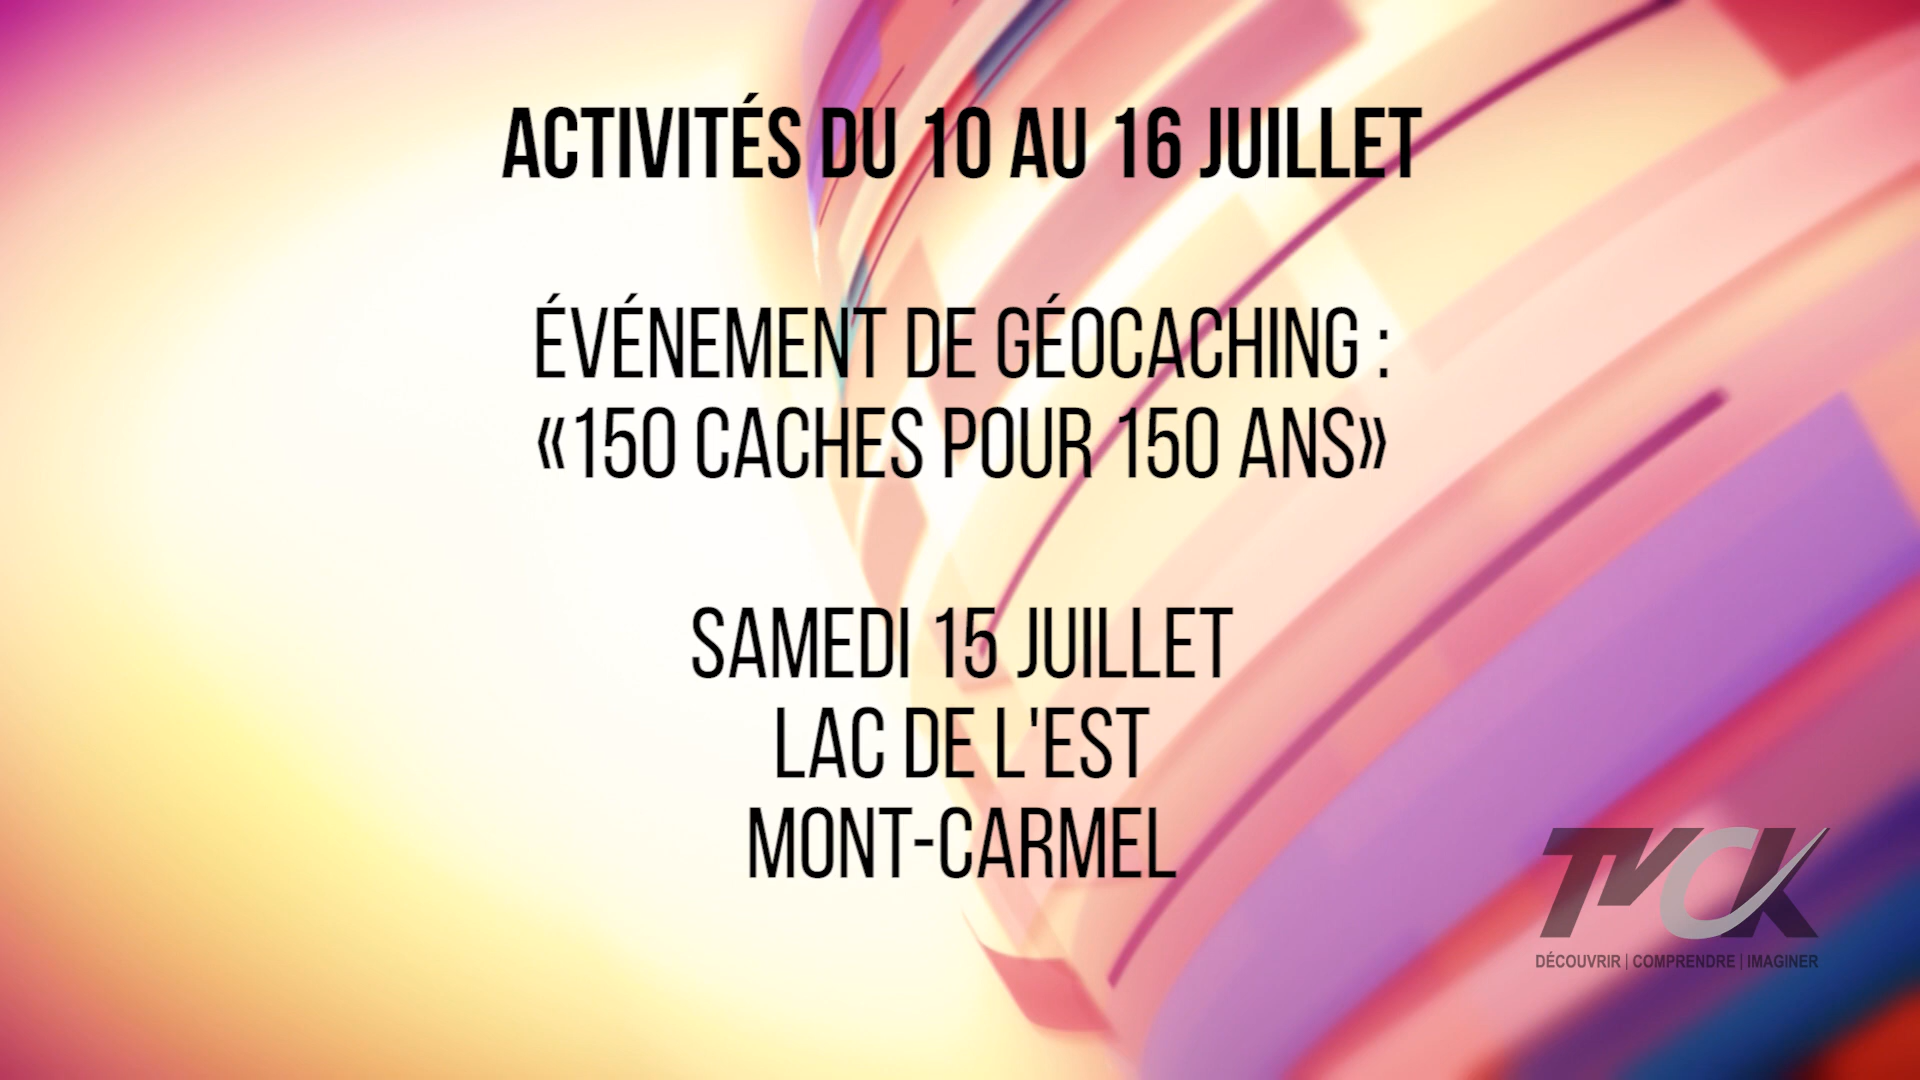 ACTIVITÉS DU 10 AU 16 JUILLET
ÉVÉNEMENT DE GÉOCACHING :
«150 CACHES POUR 150 ANS»
SAMEDI 15 JUILLET
LAC DE L'EST
MONT-CARMEL
TVCK
DÉCOUVRIR | COMPRENDRE | IMAGINER